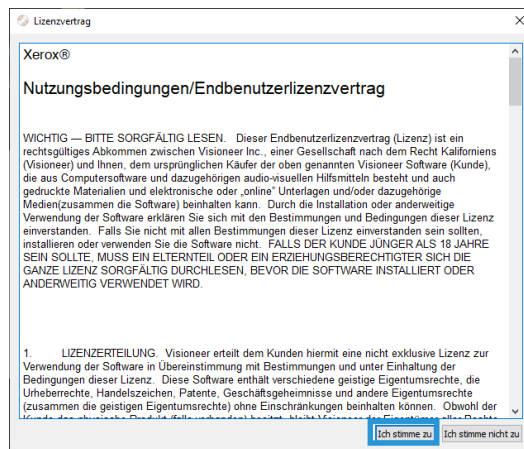 Lizenzvertrag
Xerox®
Nutzungsbedingungen/Endbenutzerlizenzvertrag
WICHTIG — BITTE SORGFÄLTIG LESEN. Dieser Endbenutzerlizenzvertrag (Lizenz) ist ein
rechtsgültiges Abkommen zwischen Visioneer Inc., einer Gesellschaft nach dem Recht Kaliforniens
(Visioneer) und Ihnen, dem ursprünglichen Käufer der oben genannten Visioneer Software (Kunde),
die aus Computersoftware und dazugehörigen audio-visuellen Hilfsmitteln besteht und auch
gedruckte Materialien und elektronische oder „online" Unterlagen und/oder dazugehörige
Medien(zusammen die Software) beinhalten kann. Durch die Installation oder anderweitige
Verwendung der Software erklären Sie sich mit den Bestimmungen und Bedingungen dieser Lizenz
einverstanden. Falls Sie nicht mit allen Bestimmungen dieser Lizenz einverstanden sein sollten,
installieren oder verwenden Sie die Software nicht. FALLS DER KUNDE JÜNGER ALS 18 JAHRE
SEIN SOLLTE, MUSS EIN ELTERNTEIL ODER EIN ERZIEHUNGSBERECHTIGTER SICH DIE
GANZE LIZENZ SORGFÄLTIG DURCHLESEN, BEVOR DIE SOFTWARE INSTALLIERT ODER
ANDERWEITIG VERWENDET WIRD.
1. LIZENZERTEILUNG. Visioneer erteilt dem Kunden hiermit eine nicht exklusive Lizenz zur
Verwendung der Software in Übereinstimmung mit Bestimmungen und unter Einhaltung der
Bedingungen dieser Lizenz. Diese Software enthält verschiedene geistige Eigentumsrechte, die
Urheberrechte, Handelszeichen, Patente, Geschäftsgeheimnisse und andere Eigentumsrechte
(zusammen die geistigen Eigentumsrechte) ohne Einschränkungen beinhalten können. Obwohl der
Ich stimme zu
Ich stimme nicht zu